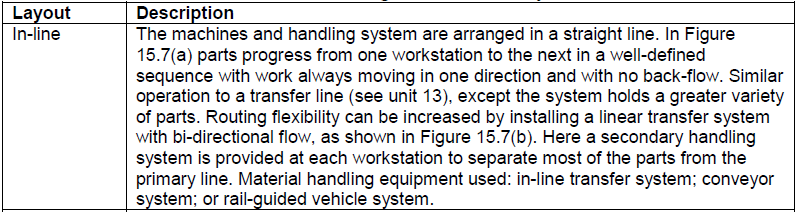 Layout Description
In-line The machines and handling system are arranged in a straight line. In Figure
15.7(a) parts progress from one workstation to the next in a well-defined
sequence with work always moving in one direction and with no back-flow. Similar
operation to a transfer line (see unit 13), except the system holds a greater variety
of parts. Routing flexibility can be increased by installing a linear transfer system
with bi-directional flow, as shown in Figure 15.7(b). Here a secondary handling
system is provided at each workstation to separate most of the parts from the
primary line. Material handling equipment used: in-line transfer system; conveyor
system; or rail-guided vehicle system.